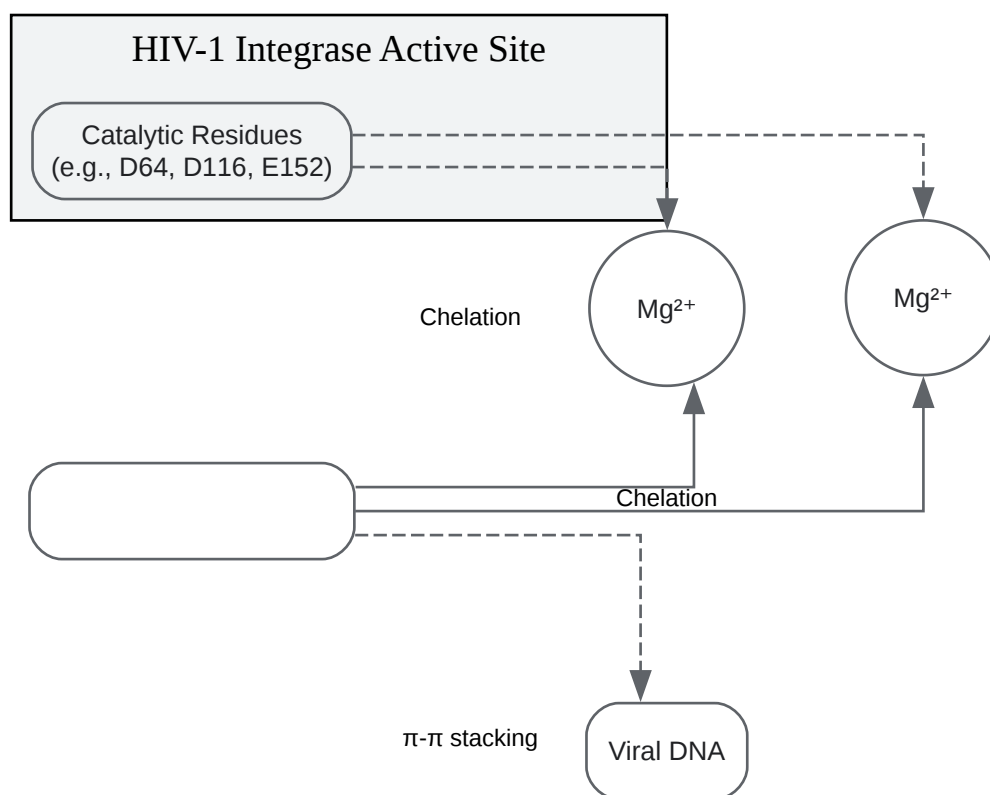 HIV-1 Integrase Active Site
Catalytic Residues
(e.g., D64, D116, E152)
Mg²⁺
Mg²⁺
Chelation
Chelation
π-π stacking
Viral DNA